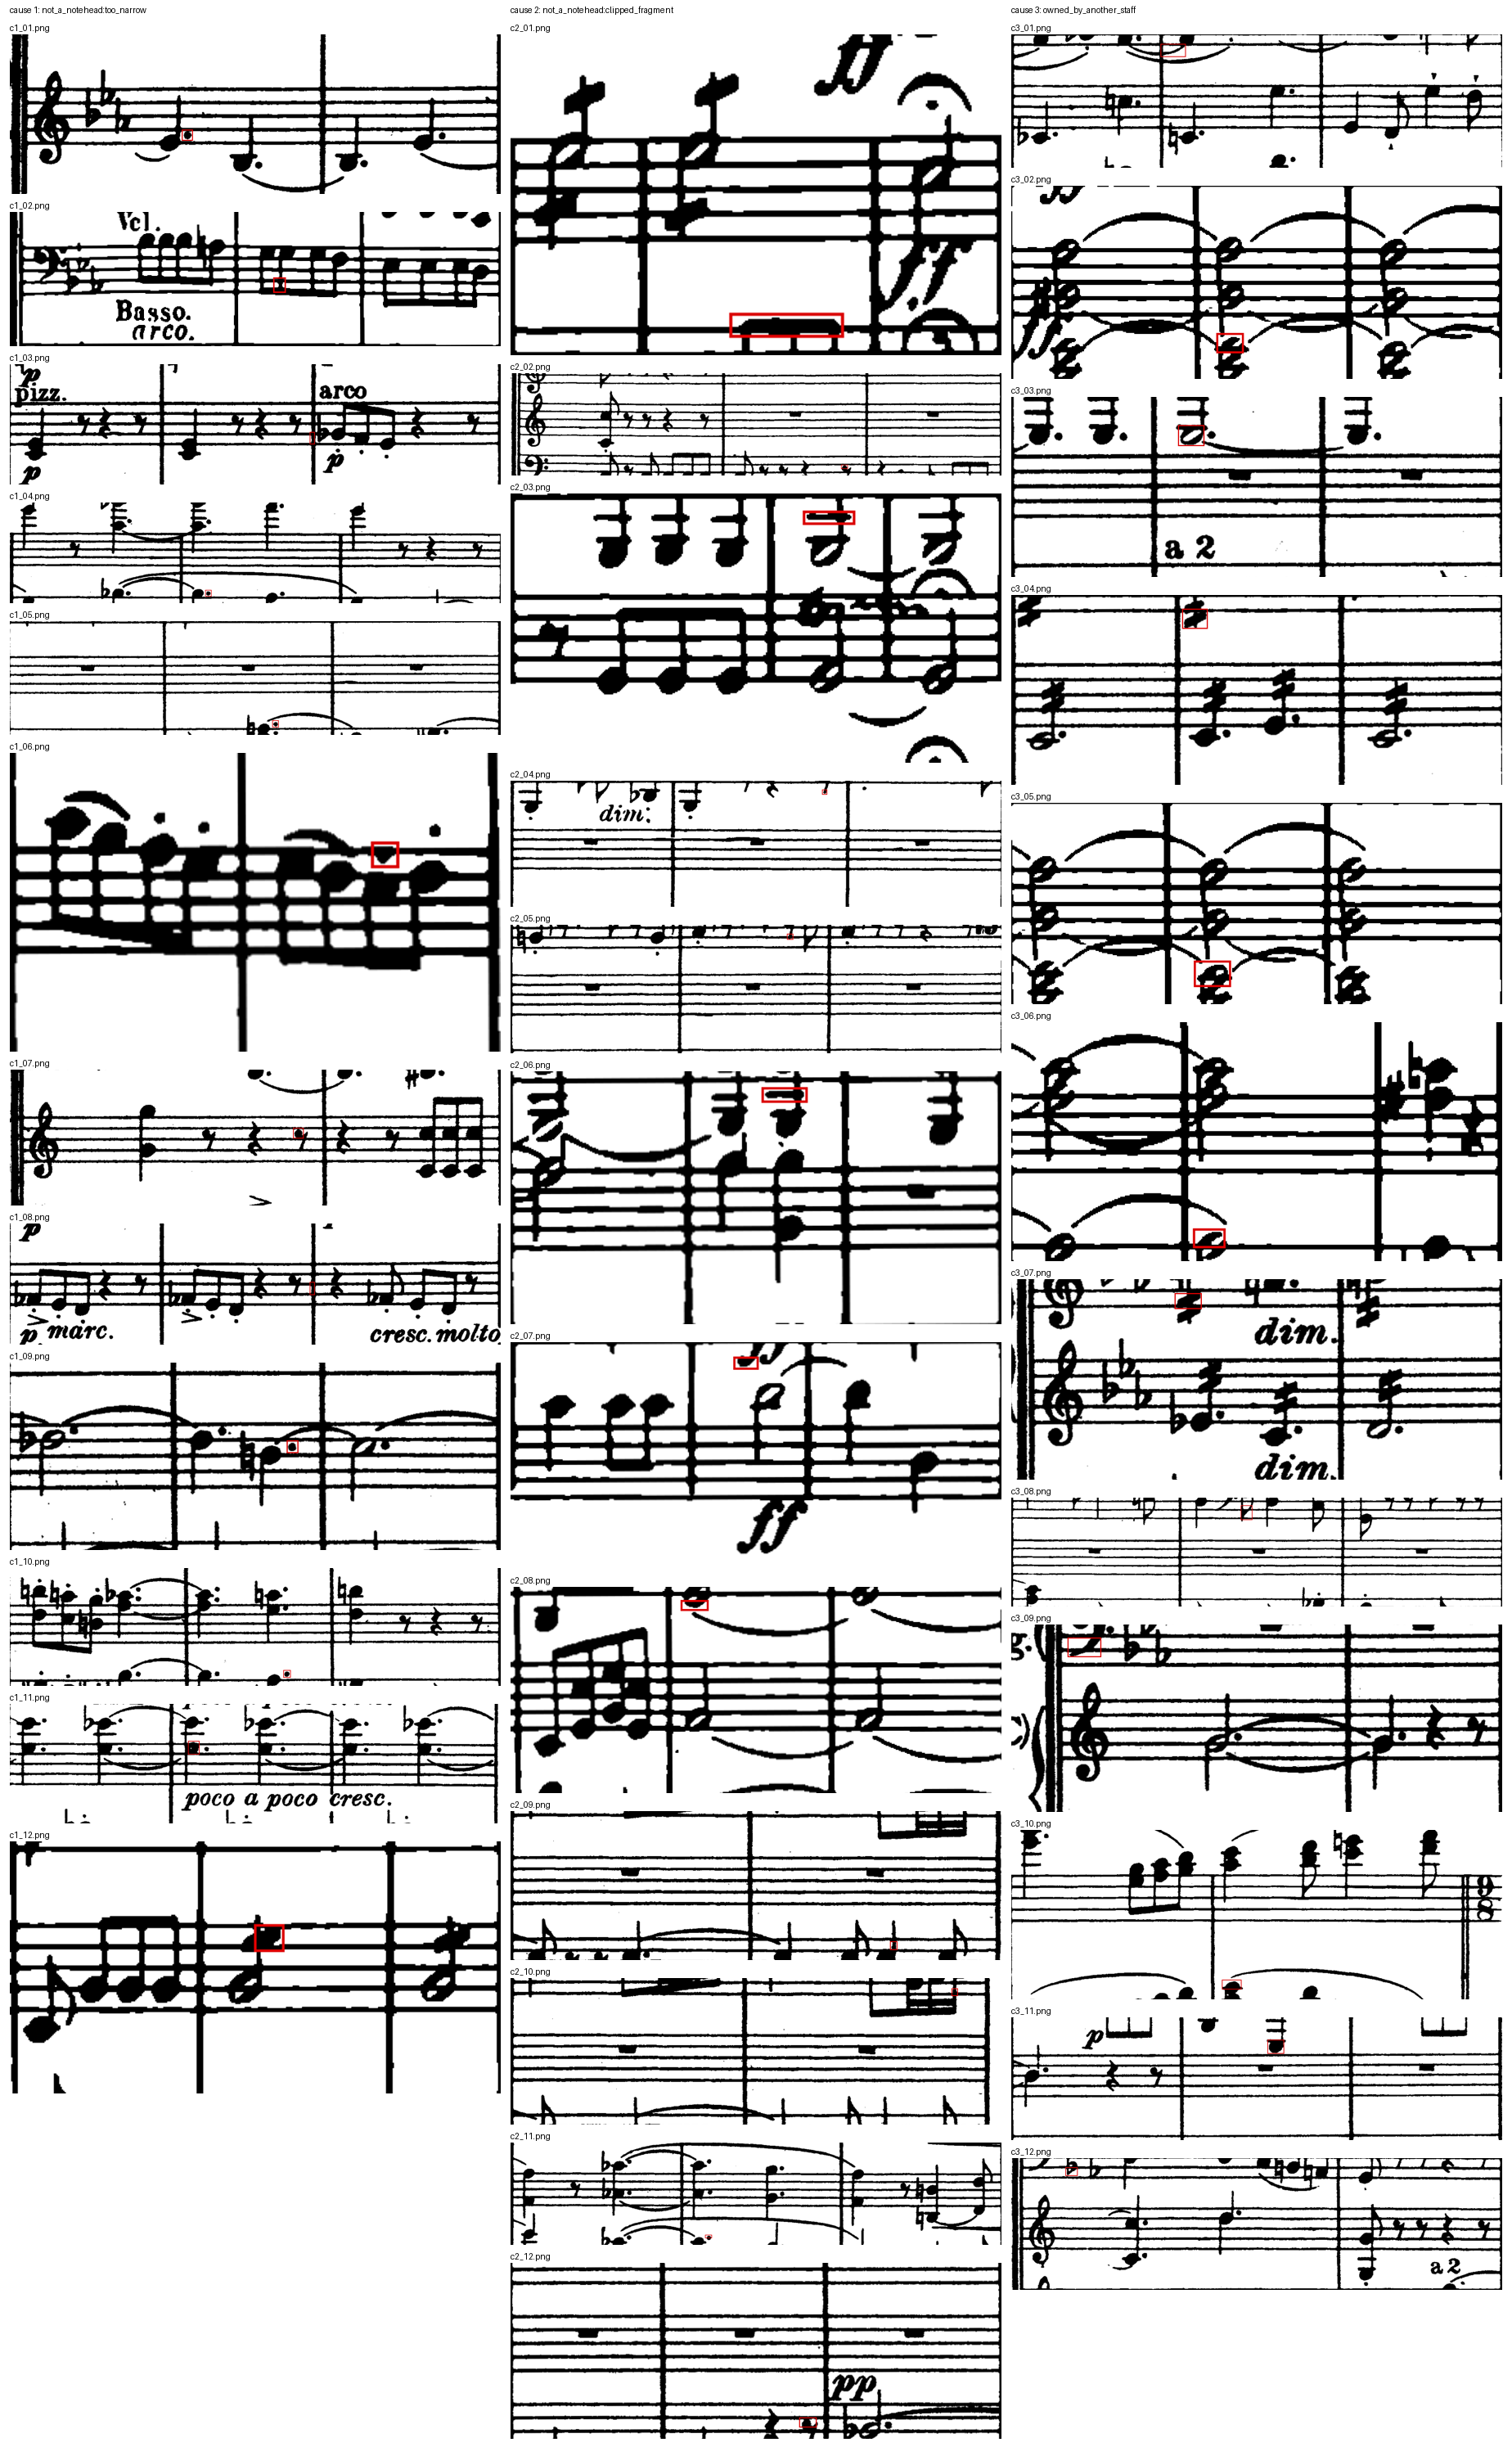 cause 1: not_a_notehead:too_narrow
c1_01.png
c1_02.png
Vcl.
Basso.
arco.
c1_03.png
p
pizz.
arco
p
p
c1_04.png
c1_05.png
c1_06.png
c1_07.png
c1_08.png
p
p marc.
cresc. molto
c1_09.png
c1_10.png
c1_11.png
poco a poco cresc.
c1_12.png
cause 2: not_a_notehead:clipped_fragment
c2_01.png
ff
ff
c2_02.png
c2_03.png
c2_04.png
dim:
c2_05.png
c2_06.png
c2_07.png
ff
c2_08.png
c2_09.png
c2_10.png
c2_11.png
c2_12.png
pp
cause 3: owned_by_another_staff
c3_01.png
c3_02.png
ff
c3_03.png
a 2
c3_04.png
c3_05.png
c3_06.png
c3_07.png
dim.
dim.
c3_08.png
c3_09.png
g.
c3_10.png
9
8
c3_11.png
p
c3_12.png
a 2